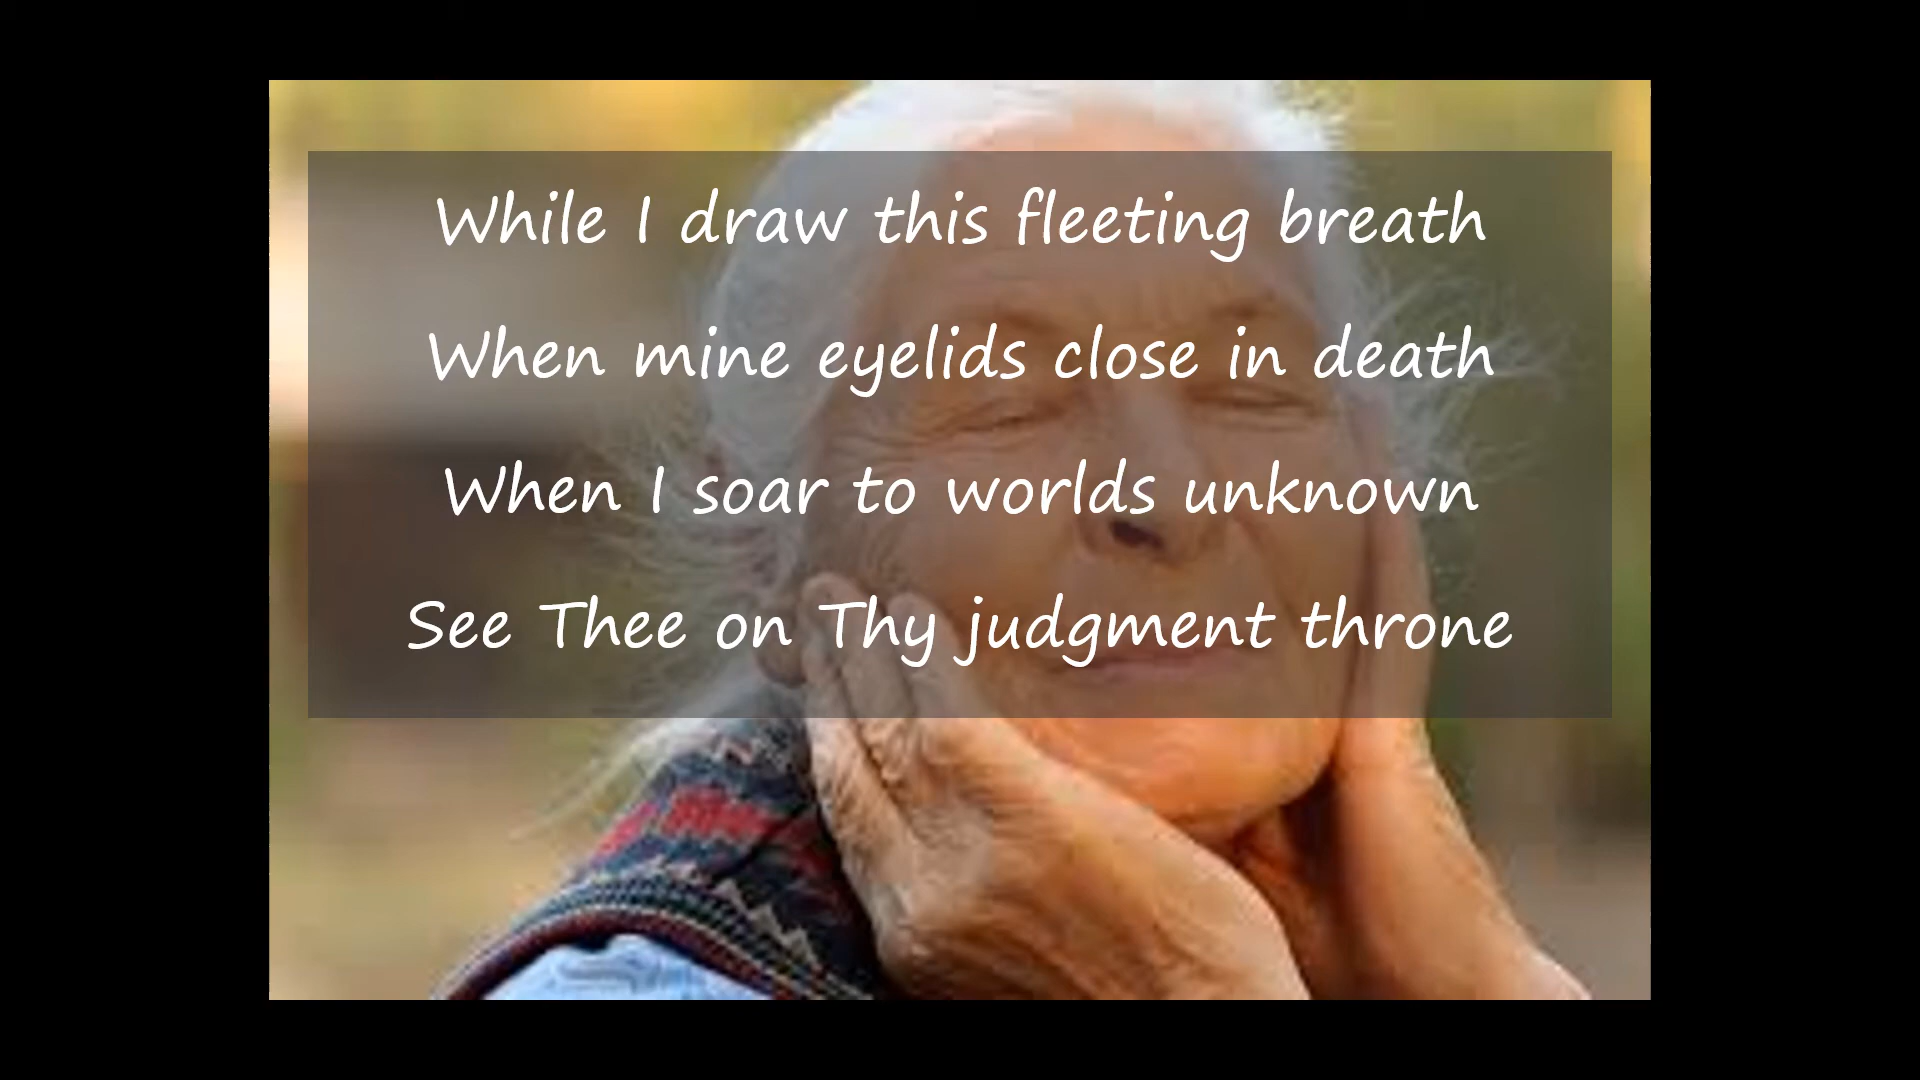 While I draw this fleeting breath
When mine eyelids close in death
When I soar to worlds unknown
See Thee on Thy judgment throne